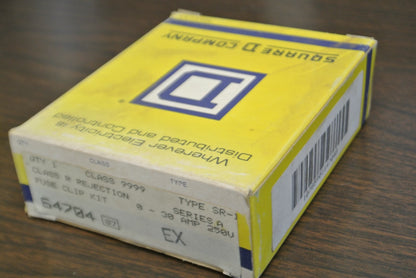 SQUARE D COMPANY
D
Wherever Electricity is
Distributed and Controlled
QTY CLASS TYPE
QTY 1 CLASS 9999 TYPE SR-1
CLASS R REJECTION SERIES A
FUSE CLIP KIT 0 - 30 AMP 250V
64704
EX